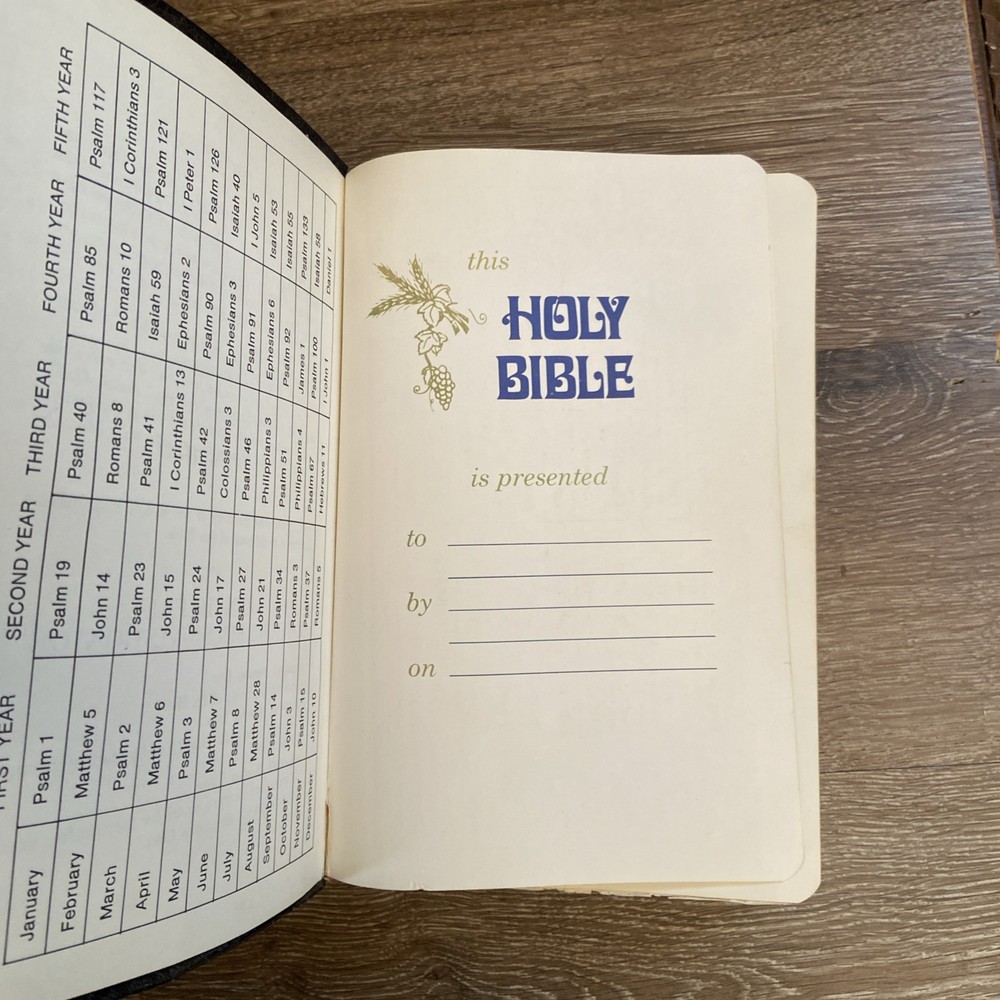 FIRST YEAR SECOND YEAR THIRD YEAR FOURTH YEAR FIFTH YEAR
January Psalm 1 Psalm 19 Psalm 40 Psalm 85 Psalm 117
February Matthew 5 John 14 Romans 8 Romans 10 I Corinthians 3
March Psalm 2 Psalm 23 Psalm 41 Isaiah 59 Psalm 121
April Matthew 6 John 15 I Corinthians 13 Ephesians 2 I Peter 1
May Psalm 3 Psalm 24 Psalm 42 Psalm 90 Psalm 126
June Matthew 7 John 17 Colossians 3 Ephesians 3 Isaiah 40
July Psalm 8 Psalm 27 Psalm 46 Psalm 91 I John 5
August Matthew 28 John 21 Philippians 3 Ephesians 6 Isaiah 53
September Psalm 14 Psalm 34 Psalm 51 Psalm 92 Isaiah 55
October John 3 Romans 3 Philippians 4 James 1 Psalm 133
November Psalm 15 Psalm 37 Psalm 67 Psalm 100 Isaiah 58
December John 10 Romans 5 Hebrews 11 I John 1 Daniel 1
this
HOLY
BIBLE
is presented
to
by
on